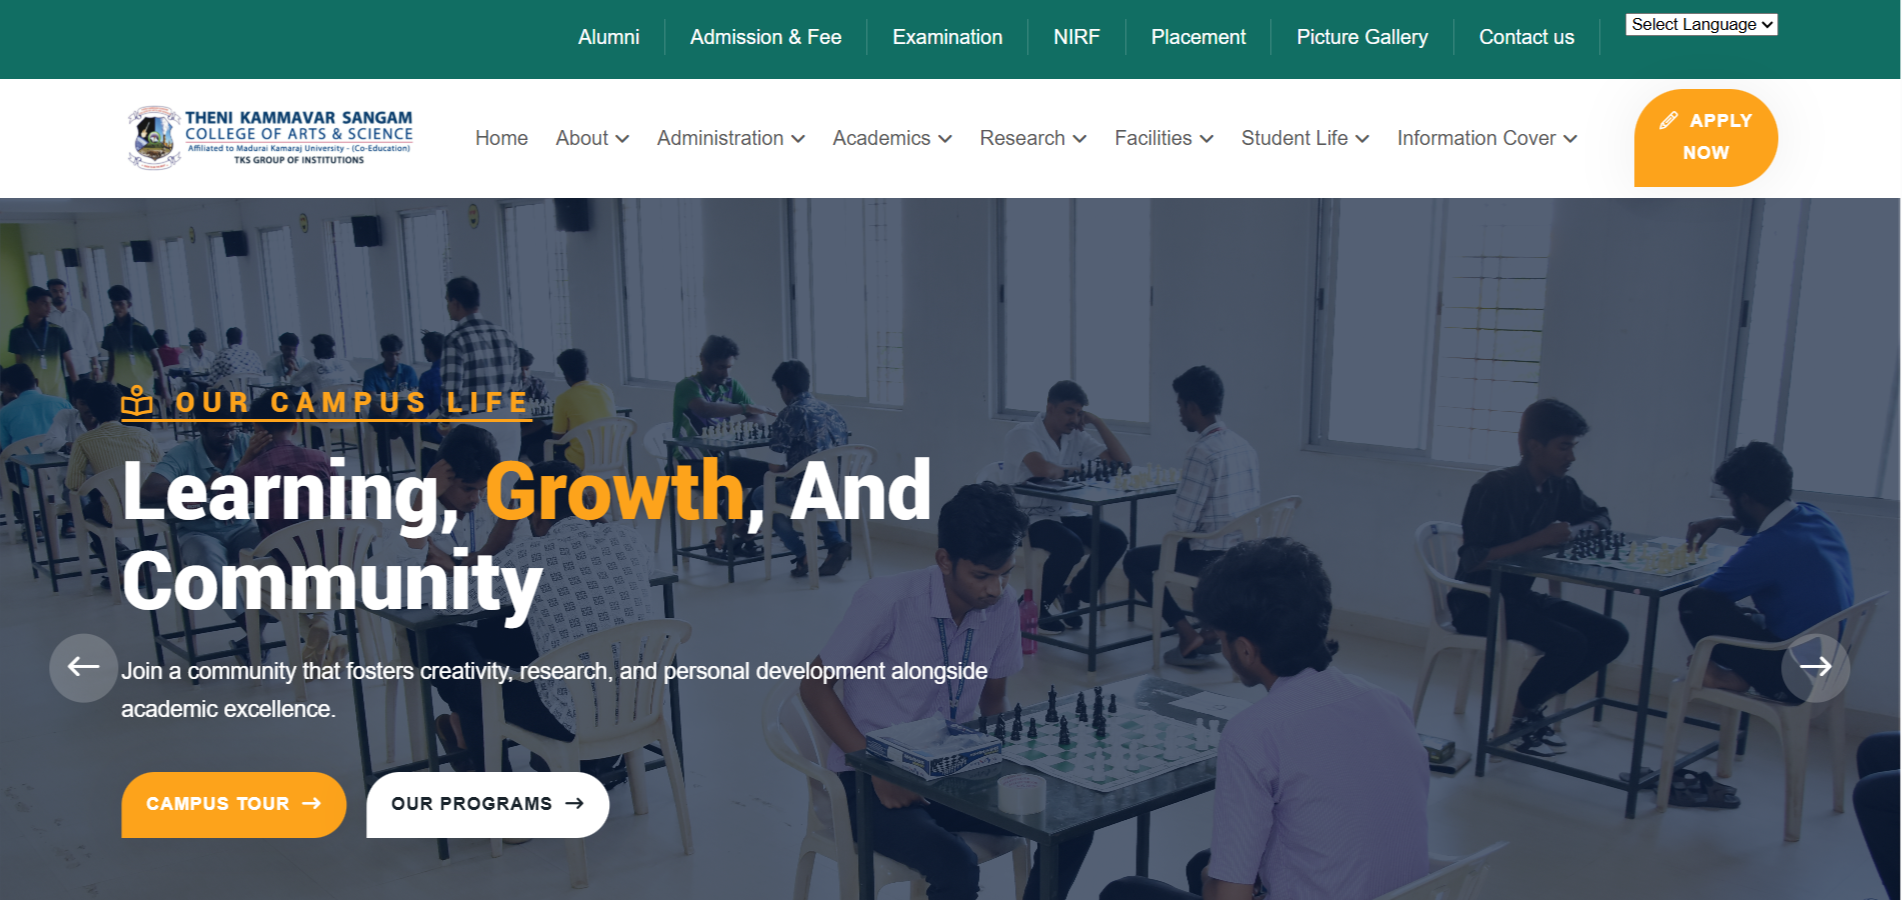 Alumni
Admission & Fee
Examination
NIRF
Placement
Picture Gallery
Contact us
Select Language
THENI KAMMAVAR SANGAM
COLLEGE OF ARTS & SCIENCE
Affiliated to Madurai Kamaraj University - (Co-Education)
TKS GROUP OF INSTITUTIONS
Home
About
Administration
Academics
Research
Facilities
Student Life
Information Cover
APPLY
NOW
OUR CAMPUS LIFE
Learning, Growth, And
Community
Join a community that fosters creativity, research, and personal development alongside
academic excellence.
CAMPUS TOUR
OUR PROGRAMS